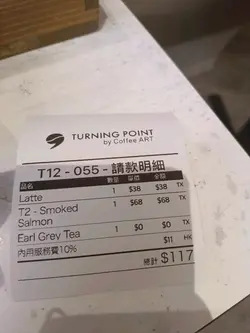 TURNING POINT
by Coffee ART
T12 - 055 - 請款明細
品名 數量 單價 金額
Latte 1 $38 $38 TX
T2 - Smoked 1 $68 $68 TX
Salmon
Earl Grey Tea 1 $0 $0 TX
內用服務費10% $11 HK
總計 $117